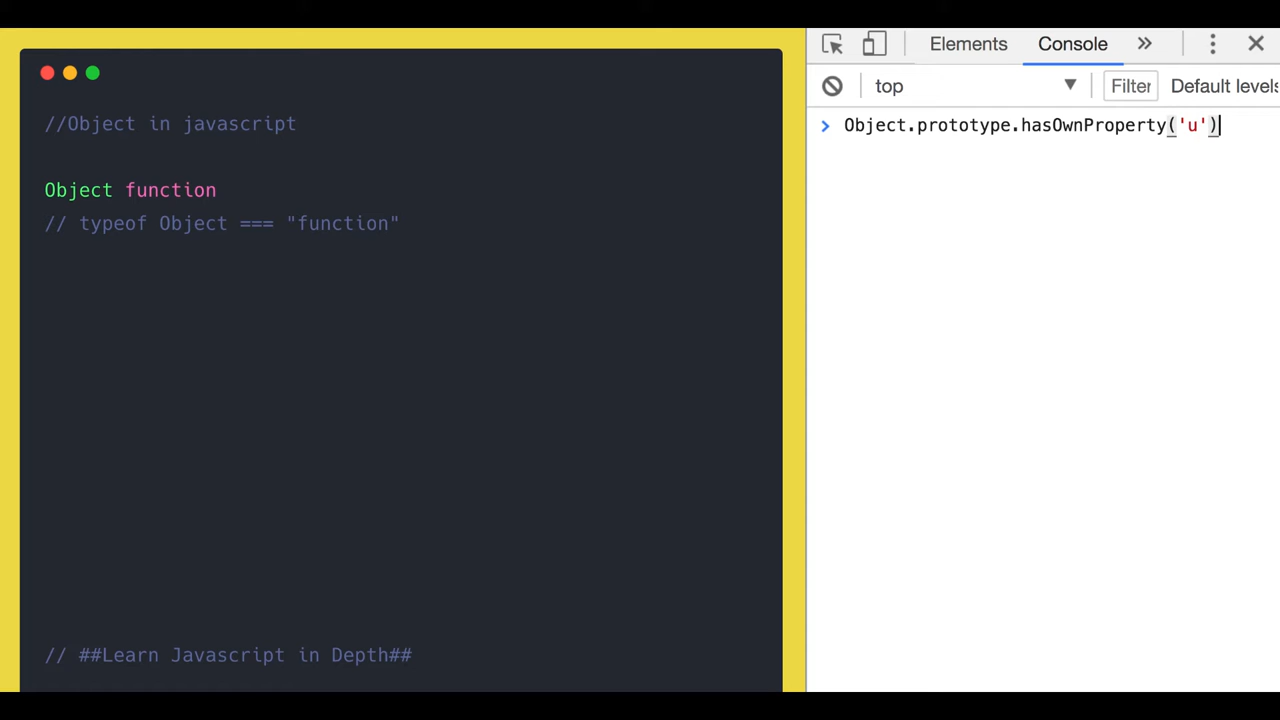 //Object in javascript
Object function
// typeof Object === "function"
// ##Learn Javascript in Depth##
Elements Console »
top ▼ Filter Default levels
> Object.prototype.hasOwnProperty('u')